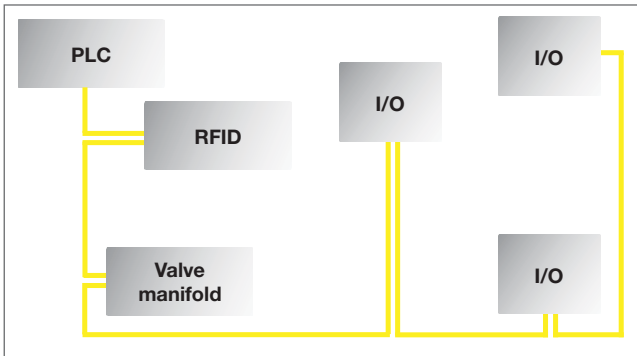 PLC
I/O
I/O
RFID
Valve
manifold
I/O